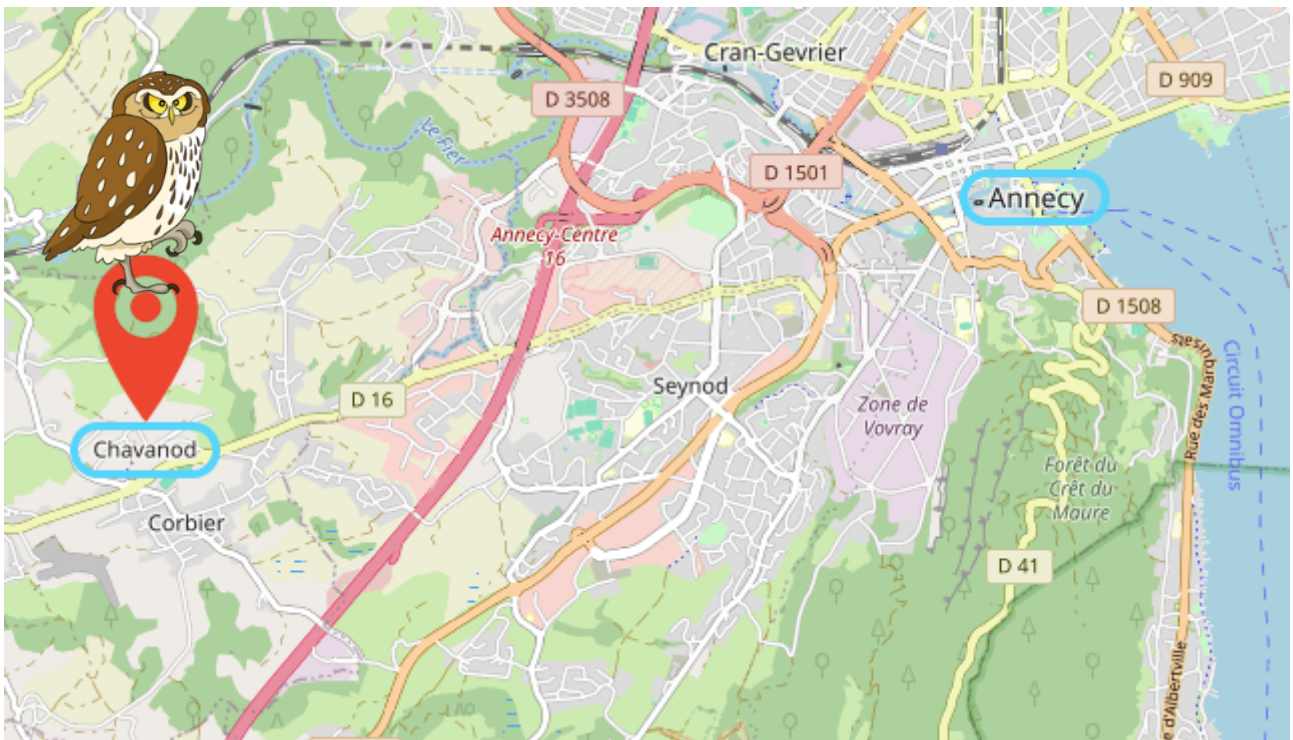 Cran-Gevrier
D 909
D 3508
Le Fier
D 1501
Annecy
Annecy-Centre
16
D 1508
Rue des Marquisats
Circuit Omnibus
Seynod
D 16
Zone de
Vovray
Chavanod
Forêt du
Crêt du
Maure
Corbier
D 41
e d'Albertville